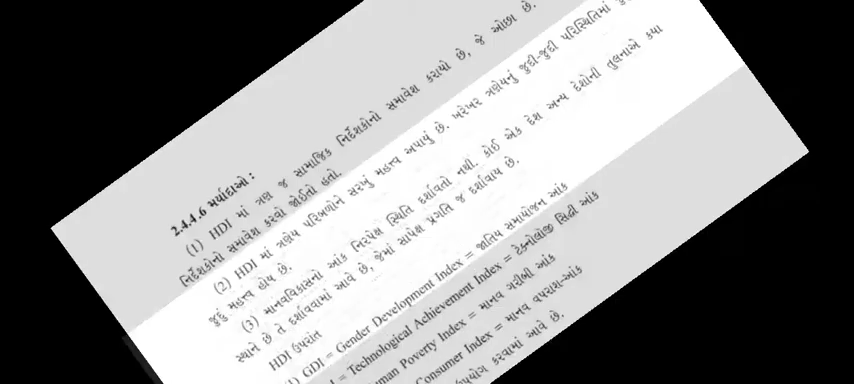 2.4.4.6 મર્યાદાઓ :
(1) HDI માં ત્રણ જ સામાજિક નિર્દેશકોનો સમાવેશ કરાયો છે, જે ઓછા છે.
નિર્દેશકોનો સમાવેશ કરવો જોઈતો હતો.
(2) HDI માં ત્રણેય પરિબળોને સરખું મહત્ત્વ અપાયું છે. ખરેખર ત્રણેયનું જુદી-જુદી પરિસ્થિતિમાં
જુદું મહત્ત્વ હોય છે.
(3) માનવવિકાસનો આંક નિરપેક્ષ સ્થિતિ દર્શાવતો નથી. કોઈ એક દેશ અન્ય દેશોની તુલનાએ કયા
સ્થાને છે તે દર્શાવવામાં આવે છે, જેમાં સાપેક્ષ પ્રગતિ જ દર્શાવાય છે.
HDI ઉપરાંત
GDI = Gender Development Index = જાતિય સમાયોજન આંક
= Technological Achievement Index = ટેક્નોલોજી સિદ્ધી આંક
Poverty Index = માનવ ગરીબી આંક
Consumer Index = માનવ વપરાશ-આંક
કરવામાં આવે છે.